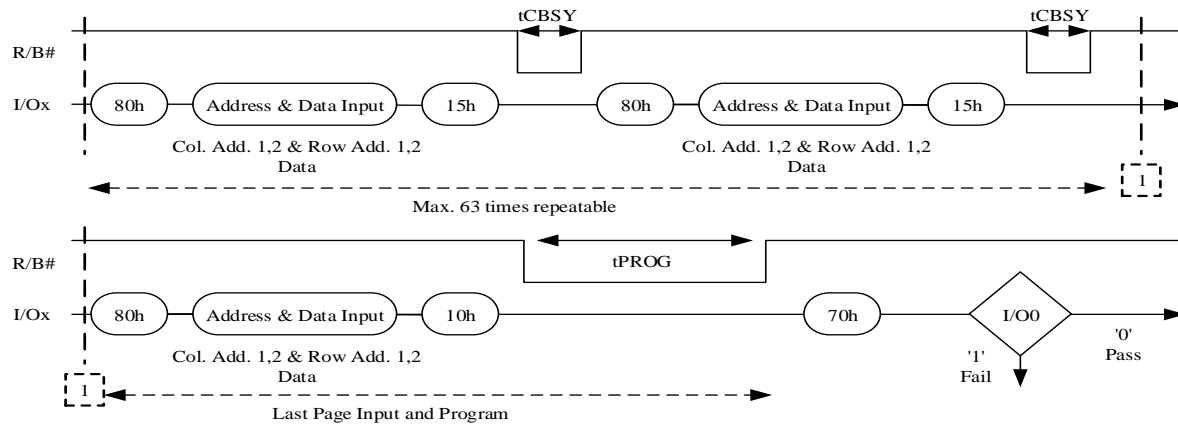 tCBSY tCBSY
R/B#
I/Ox 80h Address & Data Input 15h 80h Address & Data Input 15h
Col. Add. 1,2 & Row Add. 1,2 Col. Add. 1,2 & Row Add. 1,2
Data Data
1
Max. 63 times repeatable
R/B#
tPROG
I/Ox 80h Address & Data Input 10h 70h I/O0
'0'
Pass
Col. Add. 1,2 & Row Add. 1,2 '1'
Data Fail
1
Last Page Input and Program